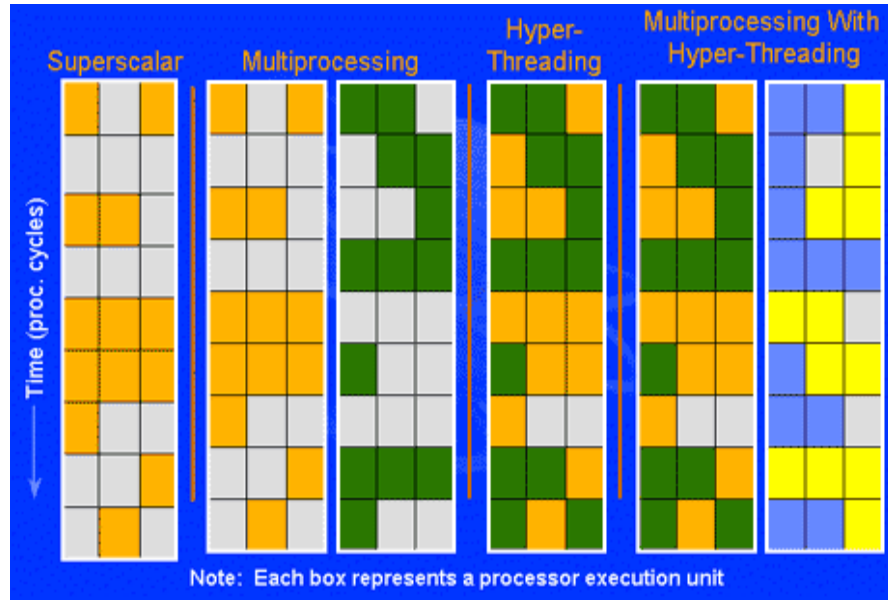 Superscalar
Multiprocessing
Hyper-
Threading
Multiprocessing With
Hyper-Threading
Time (proc. cycles)
Note: Each box represents a processor execution unit